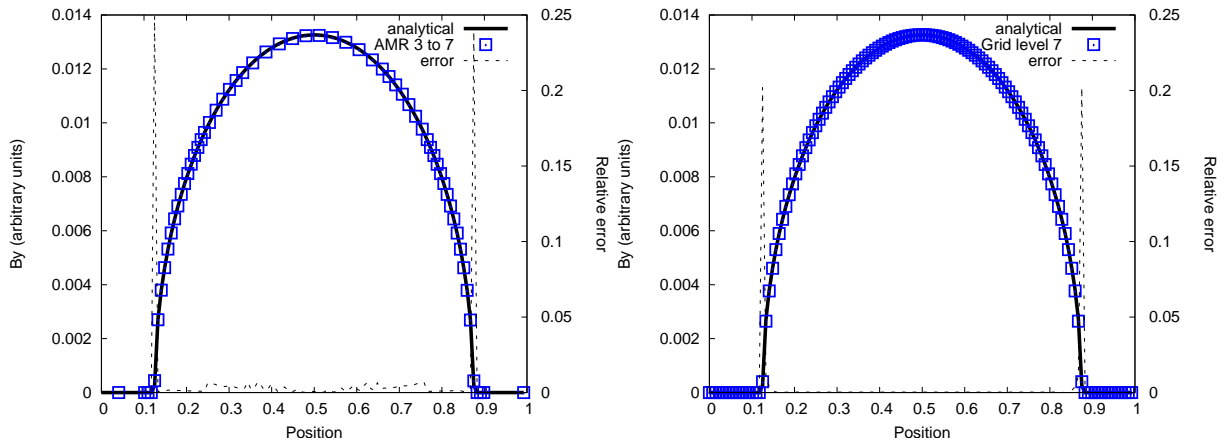 0.014
0.012
0.01
0.008
0.006
0.004
0.002
0
0 0.1 0.2 0.3 0.4 0.5 0.6 0.7 0.8 0.9 1
0.25
0.2
0.15
0.1
0.05
0
By (arbitrary units)
Relative error
Position
analytical
AMR 3 to 7
error
0.014
0.012
0.01
0.008
0.006
0.004
0.002
0
0 0.1 0.2 0.3 0.4 0.5 0.6 0.7 0.8 0.9 1
0.25
0.2
0.15
0.1
0.05
0
By (arbitrary units)
Relative error
Position
analytical
Grid level 7
error